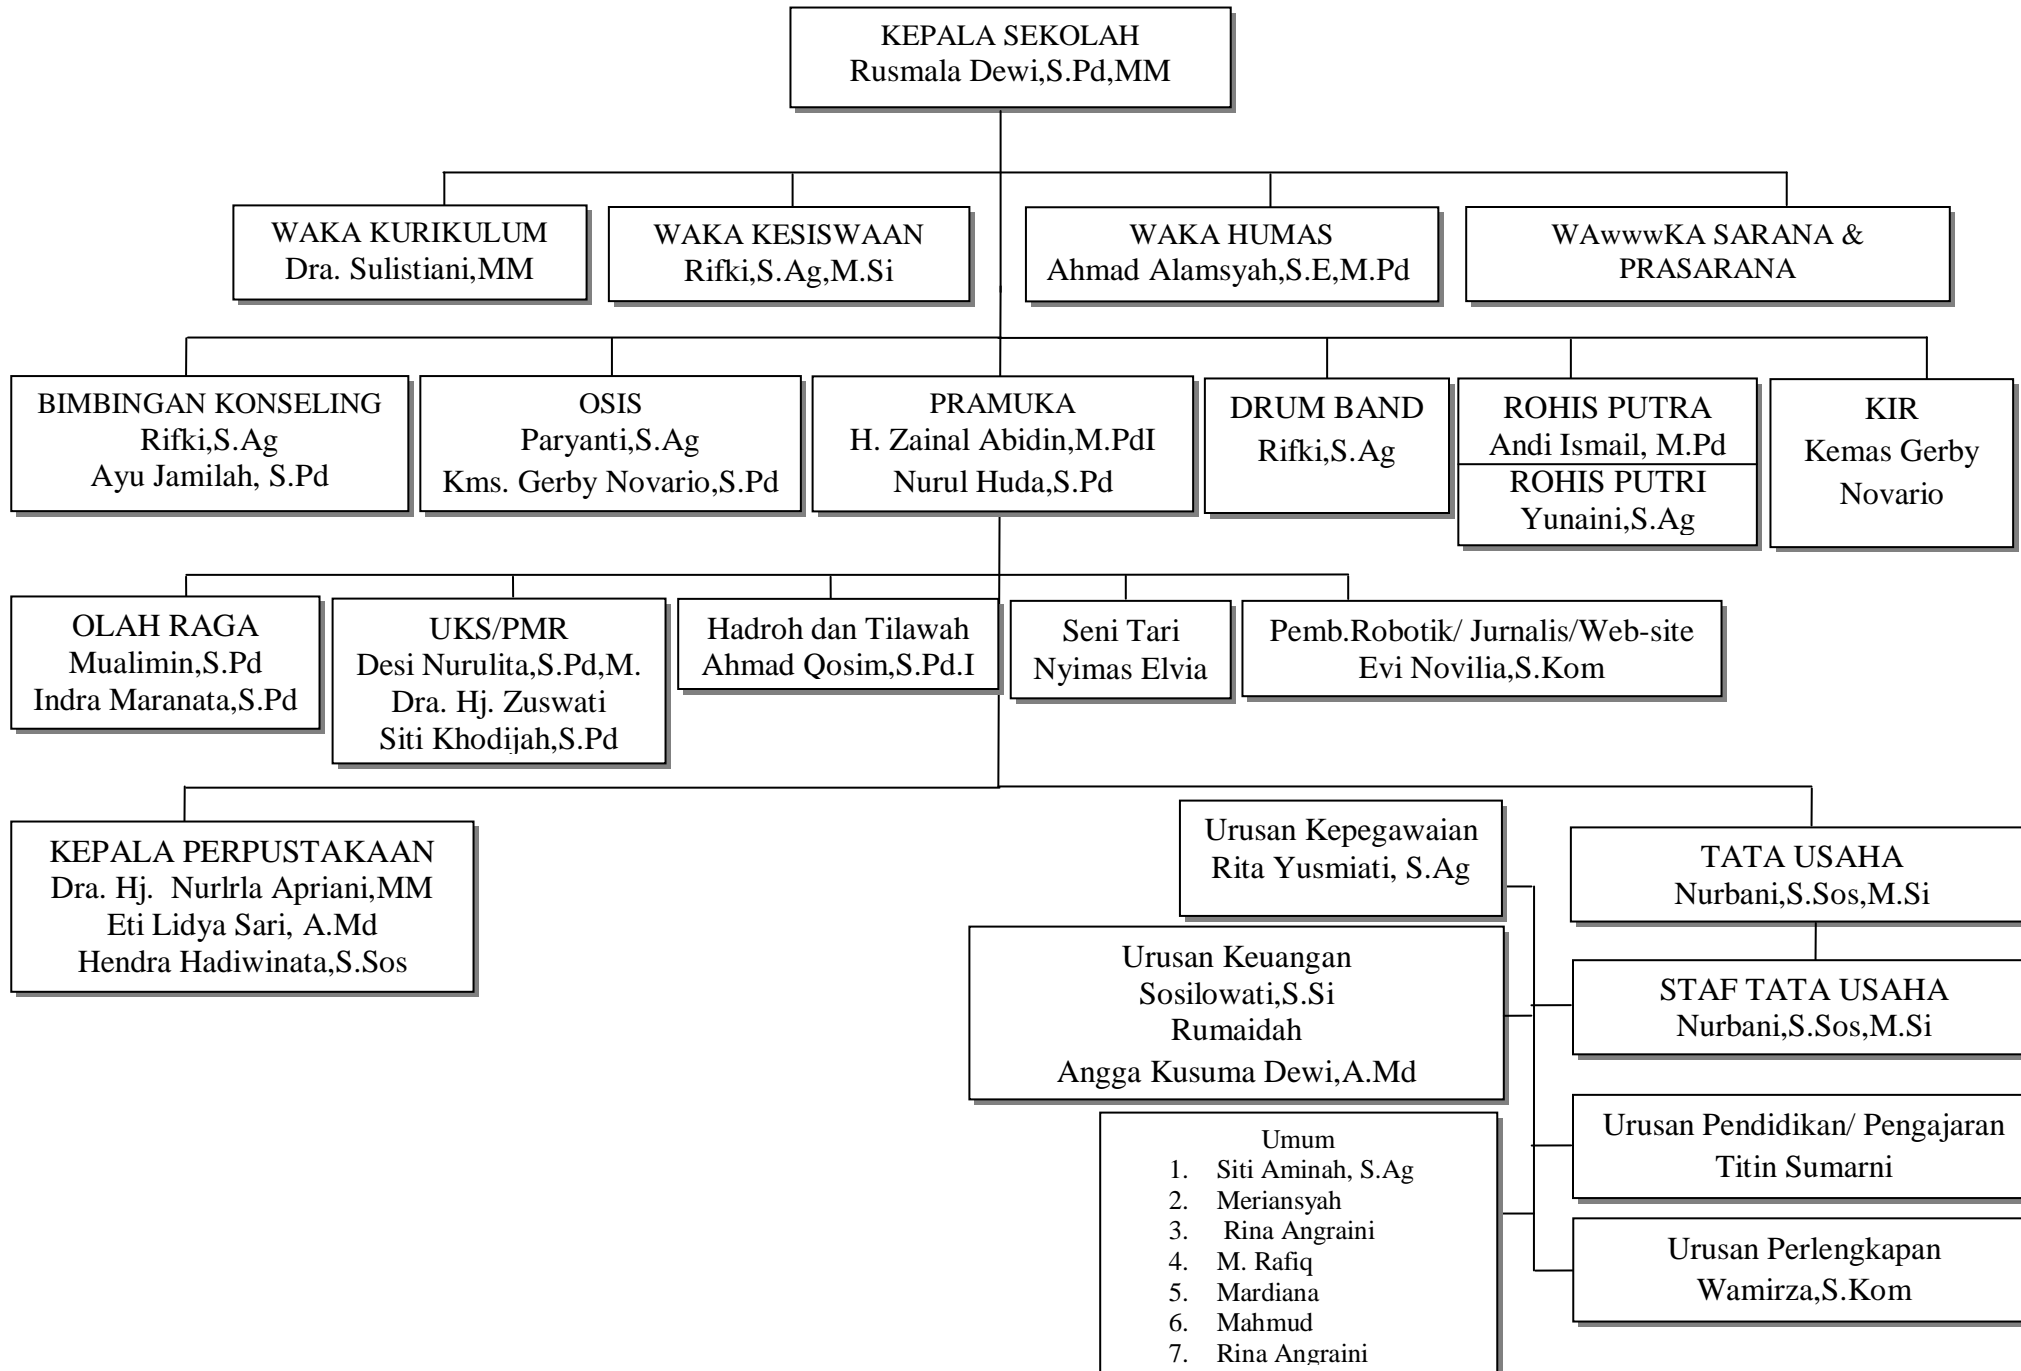 KEPALA SEKOLAH
Rusmala Dewi,S.Pd,MM
WAKA KURIKULUM
Dra. Sulistiani,MM
WAKA KESISWAAN
Rifki,S.Ag,M.Si
WAKA HUMAS
Ahmad Alamsyah,S.E,M.Pd
WAwwwKA SARANA &
PRASARANA
BIMBINGAN KONSELING
Rifki,S.Ag
Ayu Jamilah, S.Pd
OSIS
Paryanti,S.Ag
Kms. Gerby Novario,S.Pd
PRAMUKA
H. Zainal Abidin,M.PdI
Nurul Huda,S.Pd
DRUM BAND
Rifki,S.Ag
ROHIS PUTRA
Andi Ismail, M.Pd
ROHIS PUTRI
Yunaini,S.Ag
KIR
Kemas Gerby
Novario
OLAH RAGA
Mualimin,S.Pd
Indra Maranata,S.Pd
UKS/PMR
Desi Nurulita,S.Pd,M.
Dra. Hj. Zuswati
Siti Khodijah,S.Pd
Hadroh dan Tilawah
Ahmad Qosim,S.Pd.I
Seni Tari
Nyimas Elvia
Pemb.Robotik/ Jurnalis/Web-site
Evi Novilia,S.Kom
KEPALA PERPUSTAKAAN
Dra. Hj.  Nurlrla Apriani,MM
Eti Lidya Sari, A.Md
Hendra Hadiwinata,S.Sos
Urusan Kepegawaian
Rita Yusmiati, S.Ag
TATA USAHA
Nurbani,S.Sos,M.Si
Urusan Keuangan
Sosilowati,S.Si
Rumaidah
Angga Kusuma Dewi,A.Md
STAF TATA USAHA
Nurbani,S.Sos,M.Si
Umum
1. Siti Aminah, S.Ag
2. Meriansyah
3. Rina Angraini
4. M. Rafiq
5. Mardiana
6. Mahmud
7. Rina Angraini
Urusan Pendidikan/ Pengajaran
Titin Sumarni
Urusan Perlengkapan
Wamirza,S.Kom